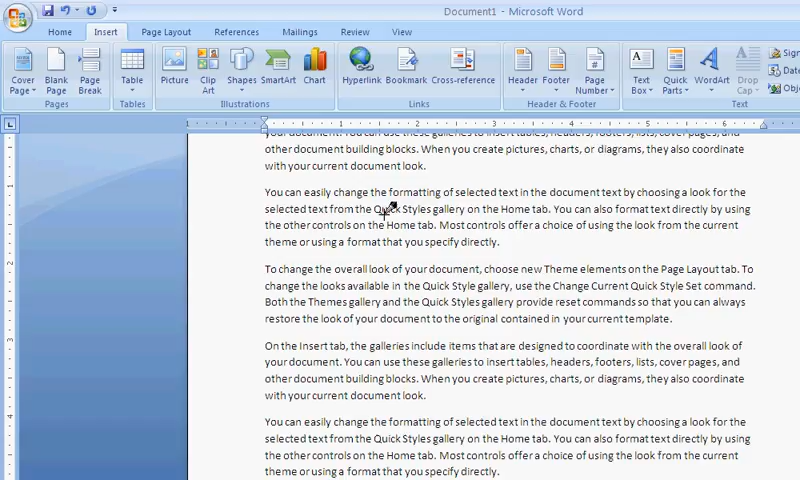 Document1 - Microsoft Word
Home Insert Page Layout References Mailings Review View
Cover Page Blank Page Page Break Table Picture Clip Art Shapes SmartArt Chart Hyperlink Bookmark Cross-reference Header Footer Page Number Text Box Quick Parts WordArt Drop Cap
Pages Tables Illustrations Links Header & Footer Text
1 1 2 3 4 5 6 7
your document. You can use these galleries to insert tables, headers, footers, lists, cover pages, and
other document building blocks. When you create pictures, charts, or diagrams, they also coordinate
with your current document look.
You can easily change the formatting of selected text in the document text by choosing a look for the
selected text from the Quick Styles gallery on the Home tab. You can also format text directly by using
the other controls on the Home tab. Most controls offer a choice of using the look from the current
theme or using a format that you specify directly.
To change the overall look of your document, choose new Theme elements on the Page Layout tab. To
change the looks available in the Quick Style gallery, use the Change Current Quick Style Set command.
Both the Themes gallery and the Quick Styles gallery provide reset commands so that you can always
restore the look of your document to the original contained in your current template.
On the Insert tab, the galleries include items that are designed to coordinate with the overall look of
your document. You can use these galleries to insert tables, headers, footers, lists, cover pages, and
other document building blocks. When you create pictures, charts, or diagrams, they also coordinate
with your current document look.
You can easily change the formatting of selected text in the document text by choosing a look for the
selected text from the Quick Styles gallery on the Home tab. You can also format text directly by using
the other controls on the Home tab. Most controls offer a choice of using the look from the current
theme or using a format that you specify directly.